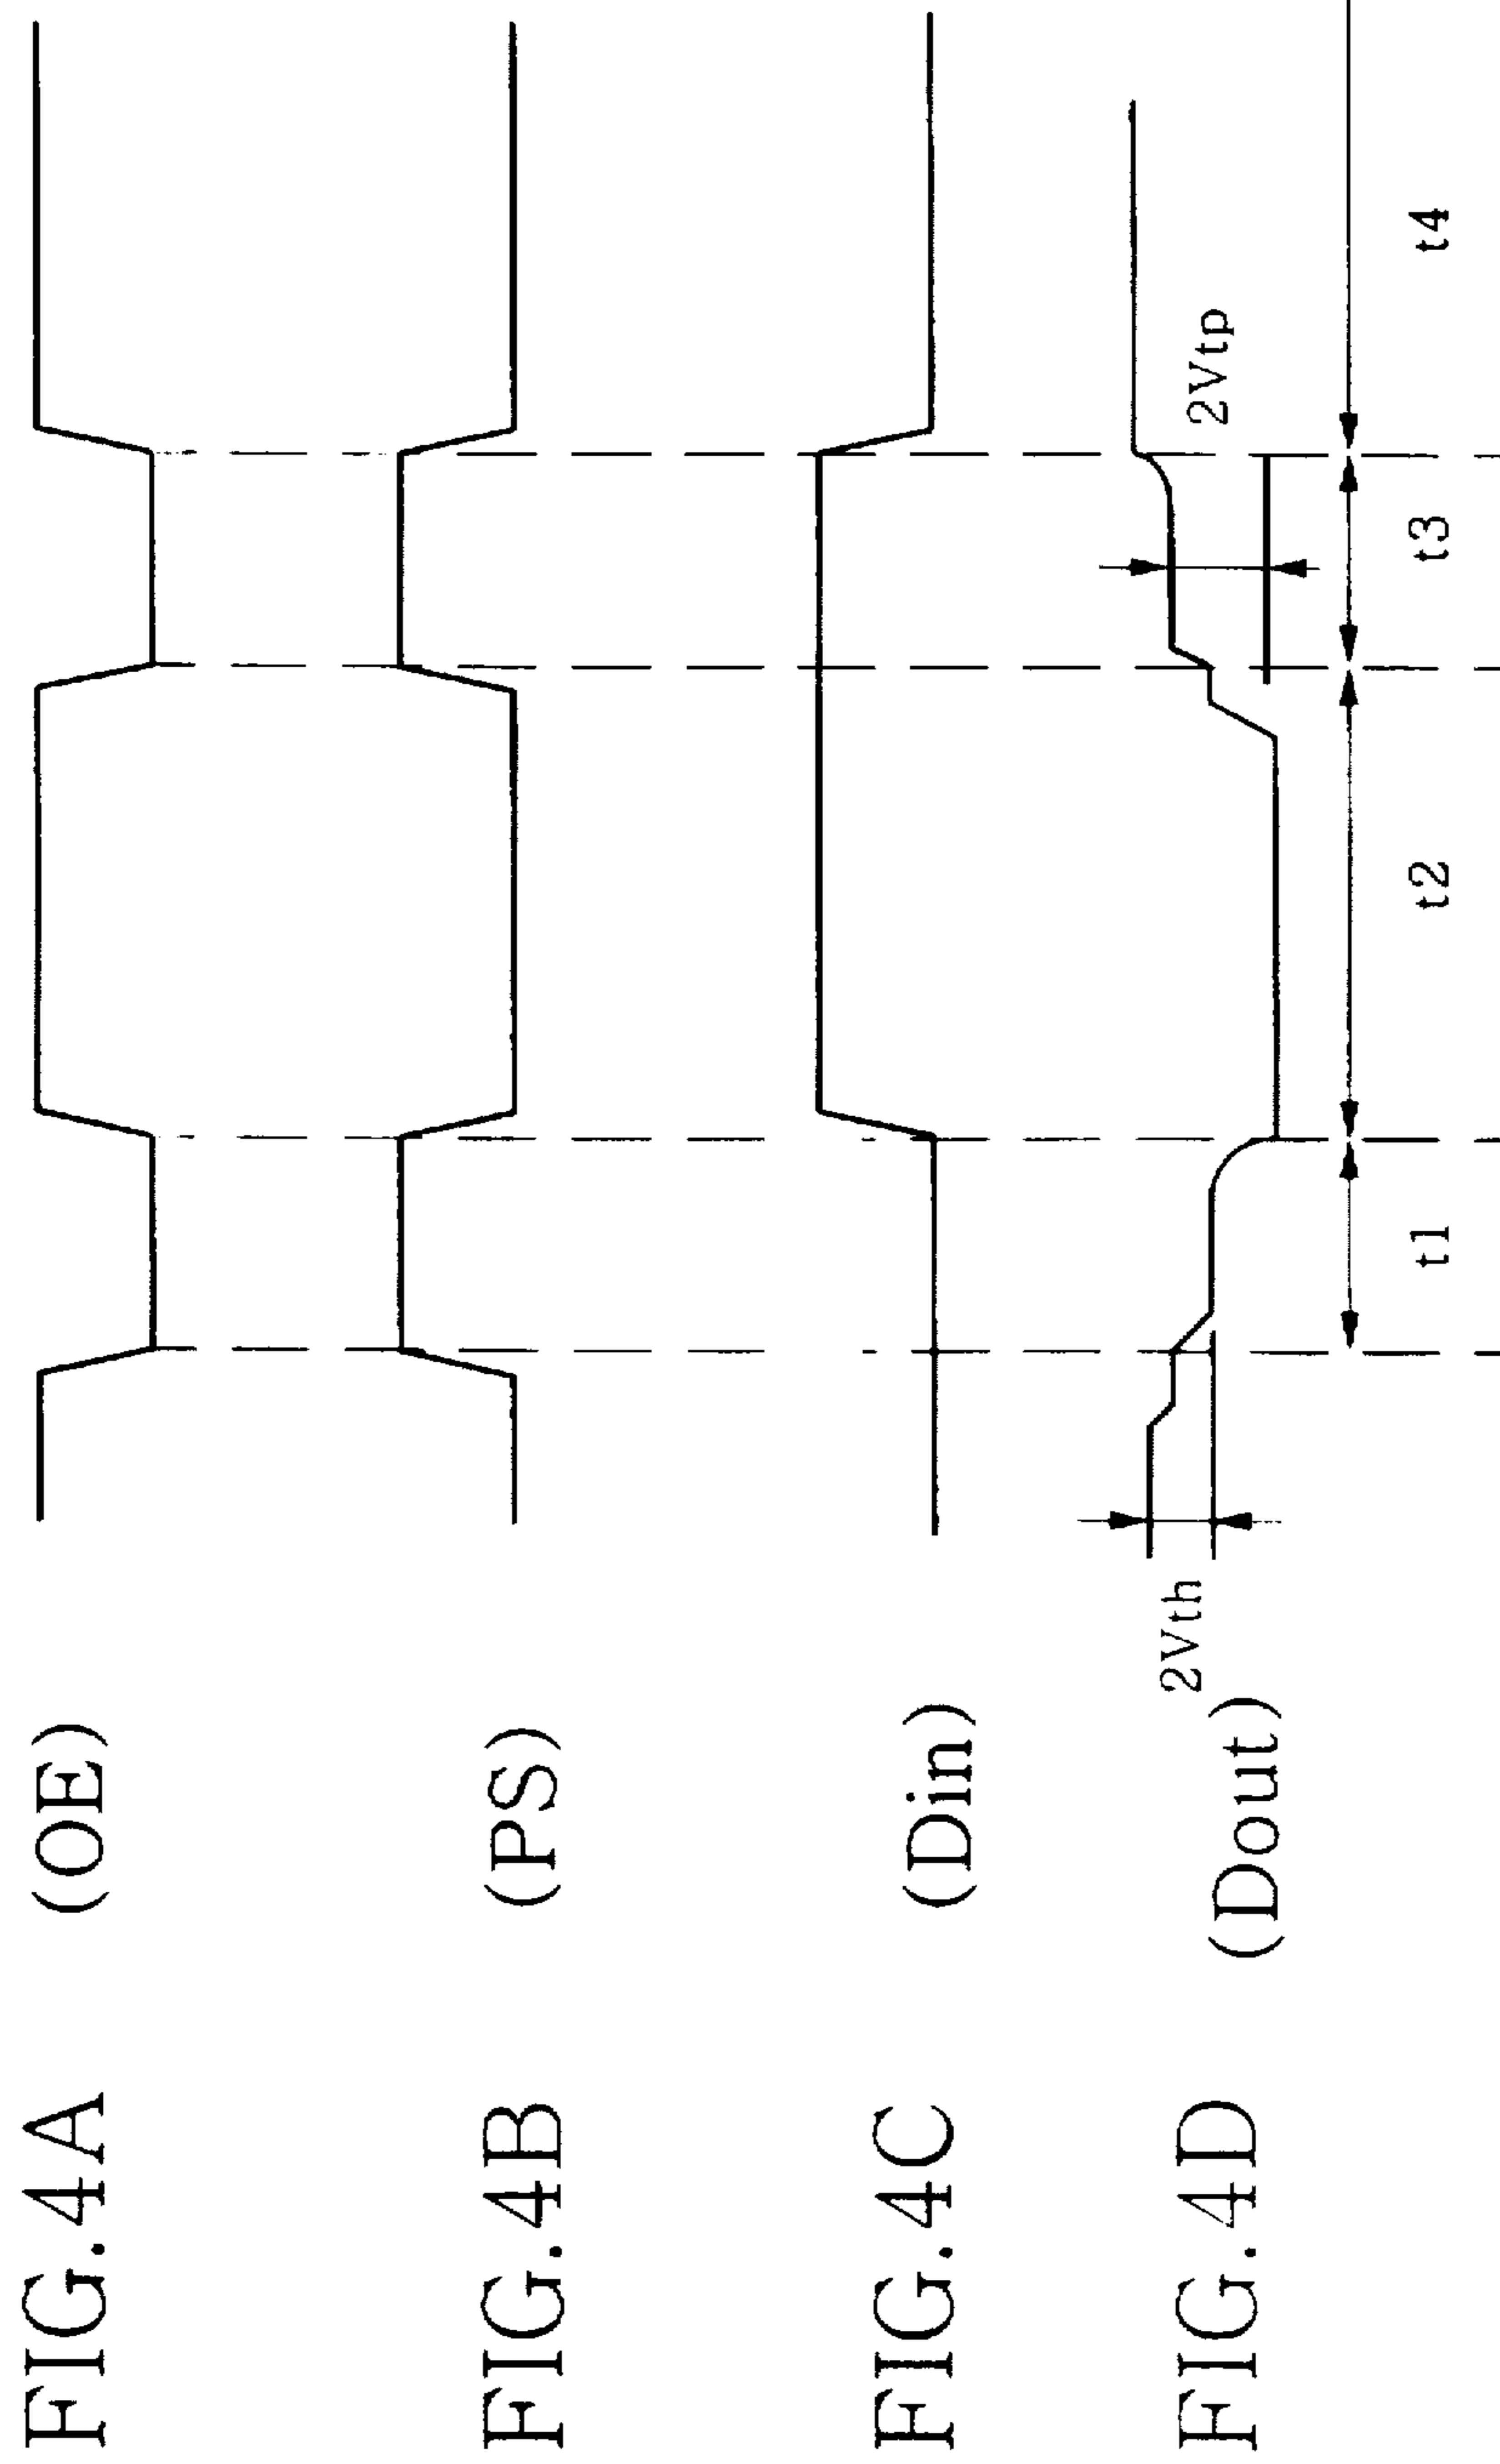 FIG.4A (OE)
FIG.4B (PS)
FIG.4C (Din)
FIG.4D (Dout)
2Vth
2Vtp
t1 t2 t3 t4